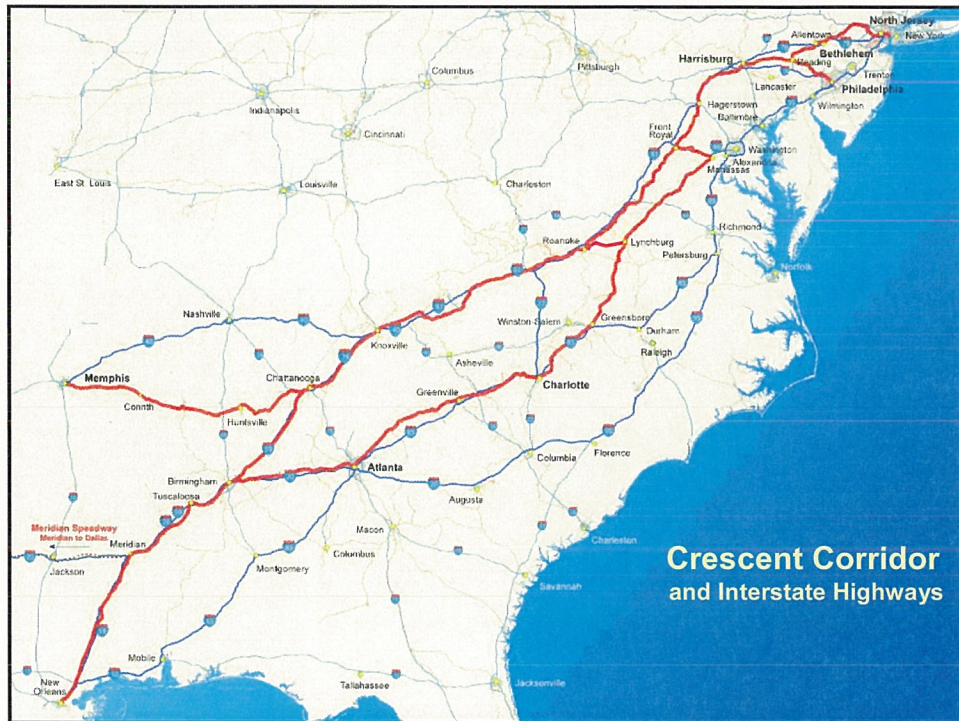 North Jersey
New York
Allentown
Bethlehem
Reading
Harrisburg
Pittsburgh
Trenton
Lancaster
Philadelphia
Columbus
Wilmington
Hagerstown
Baltimore
Indianapolis
Cincinnati
Front
Royal
Washington
Alexandria
Manassas
East St. Louis
Louisville
Charleston
Richmond
Roanoke
Lynchburg
Petersburg
Norfolk
Nashville
Winston-Salem
Greensboro
Knoxville
Durham
Raleigh
Asheville
Memphis
Chattanooga
Charlotte
Corinth
Greenville
Huntsville
Columbia
Florence
Birmingham
Atlanta
Tuscaloosa
Augusta
Meridian Speedway
Meridian to Dallas
Macon
Meridian
Jackson
Columbus
Charleston
Montgomery
Crescent Corridor
and Interstate Highways
Savannah
Mobile
New
Orleans
Tallahassee
Jacksonville